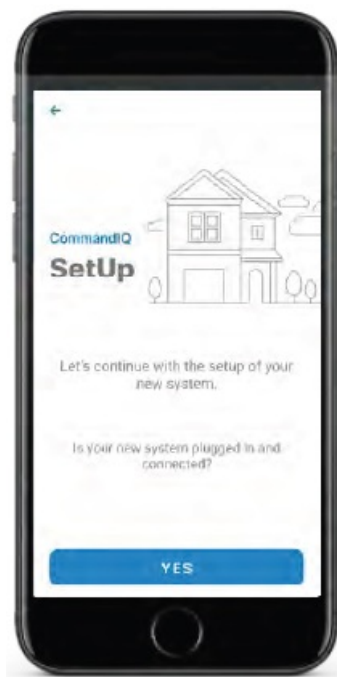 CommandIQ
SetUp
Let's continue with the setup of your
new system.
Is your new system plugged in and
connected?
YES